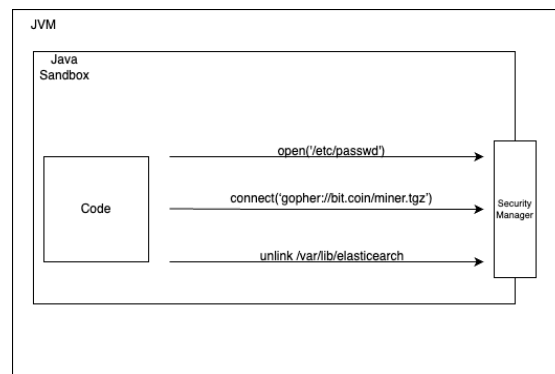 JVM
Java
Sandbox
open('/etc/passwd')
connect('gopher://bit.coin/miner.tgz')
Code
Security
Manager
unlink /var/lib/elasticearch